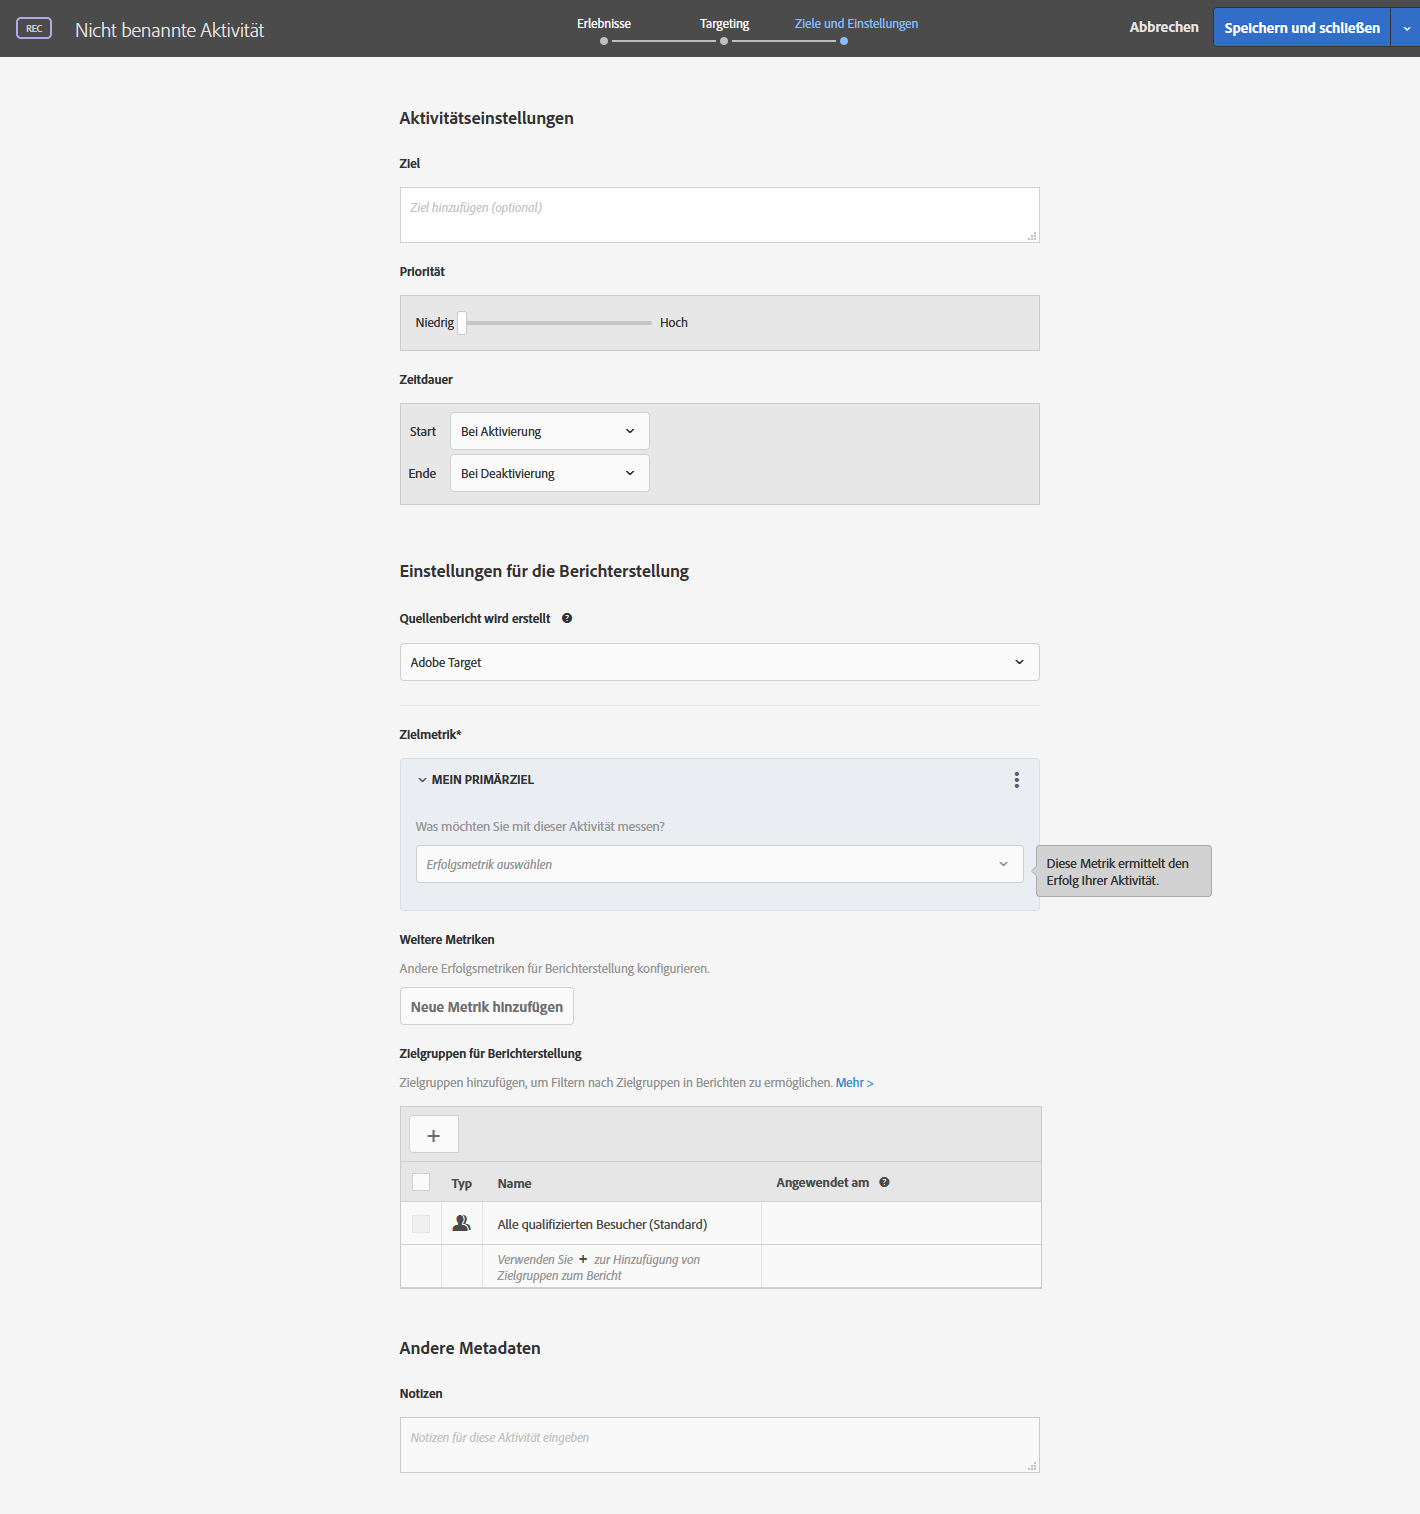 REC
Nicht benannte Aktivität
Erlebnisse
Targeting
Ziele und Einstellungen
Abbrechen
Speichern und schließen
Aktivitätseinstellungen
Ziel
Ziel hinzufügen (optional)
Priorität
Niedrig
Hoch
Zeitdauer
Start
Bei Aktivierung
Ende
Bei Deaktivierung
Einstellungen für die Berichterstellung
Quellenbericht wird erstellt
Adobe Target
Zielmetrik*
MEIN PRIMÄRZIEL
Was möchten Sie mit dieser Aktivität messen?
Erfolgsmetrik auswählen
Diese Metrik ermittelt den
Erfolg Ihrer Aktivität.
Weitere Metriken
Andere Erfolgsmetriken für Berichterstellung konfigurieren.
Neue Metrik hinzufügen
Zielgruppen für Berichterstellung
Zielgruppen hinzufügen, um Filtern nach Zielgruppen in Berichten zu ermöglichen. Mehr >
+
Typ
Name
Angewendet am
Alle qualifizierten Besucher (Standard)
Verwenden Sie + zur Hinzufügung von
Zielgruppen zum Bericht
Andere Metadaten
Notizen
Notizen für diese Aktivität eingeben